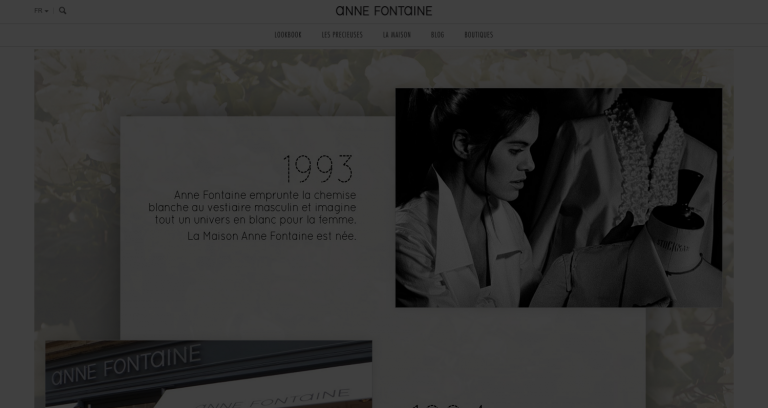 FR
ANNE FONTAINE
LOOKBOOK LES PRÉCIEUSES LA MAISON BLOG BOUTIQUES
1993
Anne Fontaine emprunte la chemise
blanche au vestiaire masculin et imagine
tout un univers en blanc pour la femme.
La Maison Anne Fontaine est née.
ANNE FONTAINE
ANNE FONTAINE